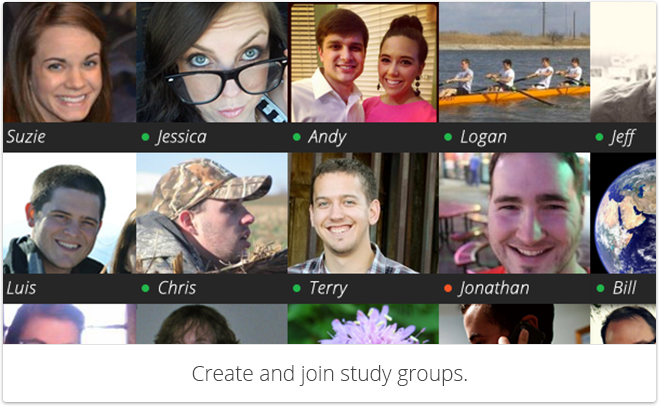 Suzie
Jessica
Andy
Logan
Jeff
Luis
Chris
Terry
Jonathan
Bill
Create and join study groups.